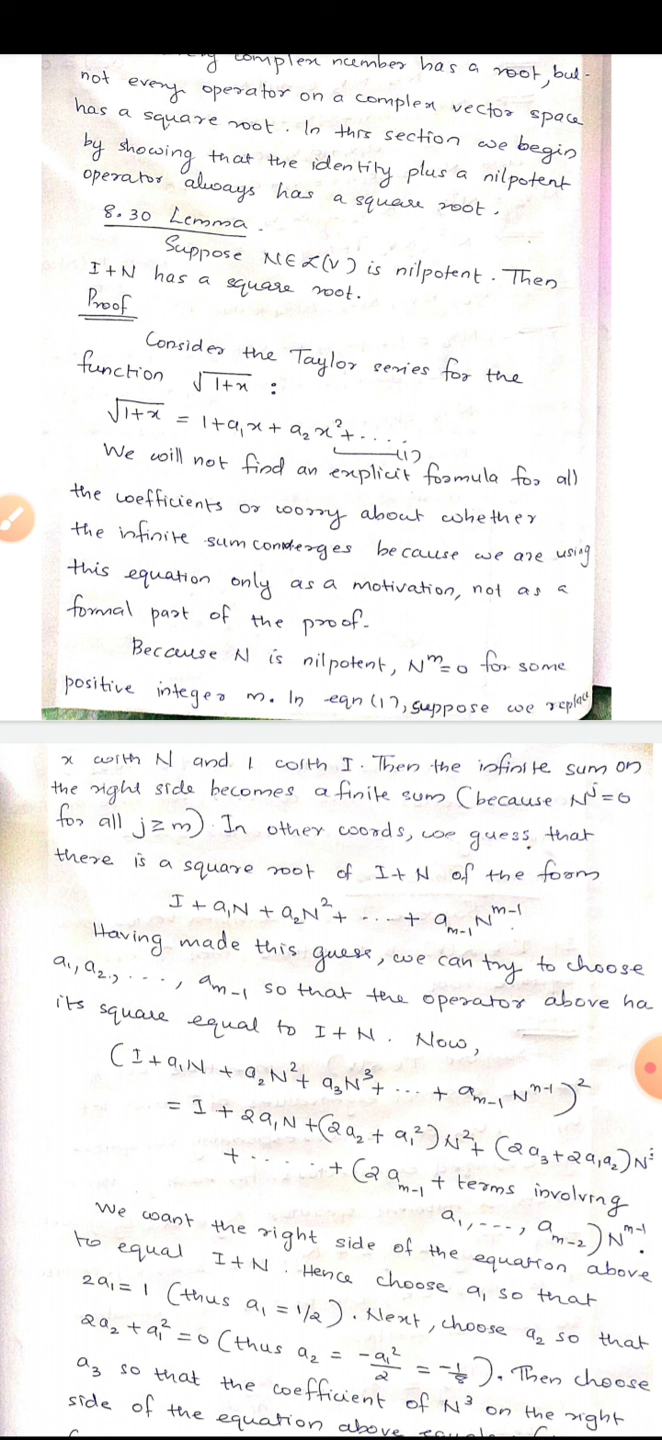 complex number has a root, but
not every operator on a complex vector space
has a square root. In this section we begin
by showing that the identity plus a nilpotent
operator always has a square root.
8.30 Lemma.
Suppose N∈ℒ(V) is nilpotent. Then
I+N has a square root.
Proof
Consider the Taylor series for the
function √1+x :
√1+x = 1+a₁x+a₂x²+....
(1)
We will not find an explicit formula for all
the coefficients or worry about whether
the infinite sum converges because we are using
this equation only as a motivation, not as a
formal part of the proof.
Because N is nilpotent, Nᵐ=0 for some
positive integer m. In eqn (1), suppose we replace
x with N and 1 with I. Then the infinite sum on
the right side becomes a finite sum (because Nʲ=0
for all j≥m). In other words, we guess that
there is a square root of I+N of the form
I+a₁N+a₂N²+ ... + aₘ₋₁Nᵐ⁻¹.
Having made this guess, we can try to choose
a₁, a₂, ..., aₘ₋₁ so that the operator above ha
its square equal to I+N. Now,
(I+a₁N+a₂N²+a₃N³+ ... + aₘ₋₁Nᵐ⁻¹)²
= I+2a₁N+(2a₂+a₁²)N²+(2a₃+2a₁a₂)N³
+ ..... + (2aₘ₋₁ + terms involving
a₁,---, aₘ₋₂)Nᵐ⁻¹.
We want the right side of the equation above
to equal I+N. Hence choose a₁ so that
2a₁=1 (thus a₁=1/2). Next, choose a₂ so that
2a₂+a₁²=0 (thus a₂ = -a₁²/2 = -1/8). Then choose
a₃ so that the coefficient of N³ on the right
side of the equation above